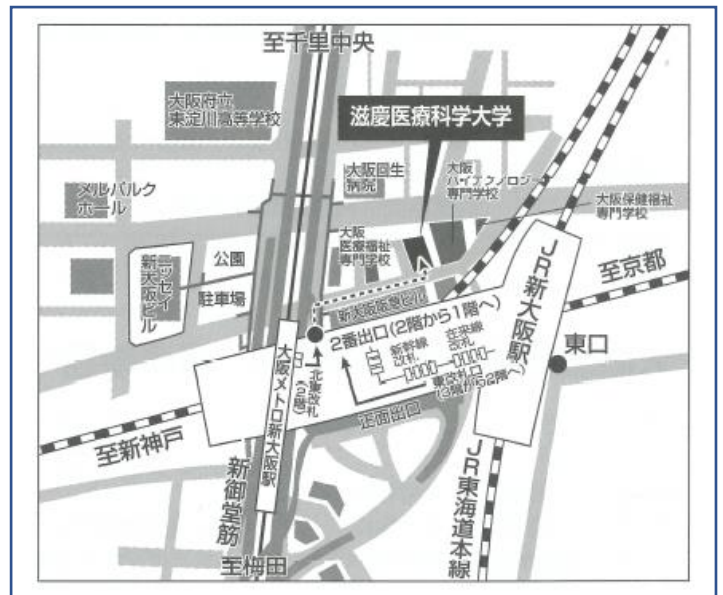 至千里中央
大阪府立
東淀川高等学校
滋慶医療科学大学
メルパルク
ホール
大阪回生
病院
大阪
ハイテクノロジー
専門学校
大阪保健福祉
専門学校
大阪
医療福祉
専門学校
公園
ニッセイ
新大阪ビル
駐車場
新大阪阪急ビル
JR新大阪駅
至京都
2番出口(2階から1階へ)
新幹線
改札
在来線
改札
東口
北東改札
(2階)
東改札口
(3階から2階へ)
大阪メトロ新大阪駅
正面出口
至新神戸
新御堂筋
JR東海道本線
至梅田